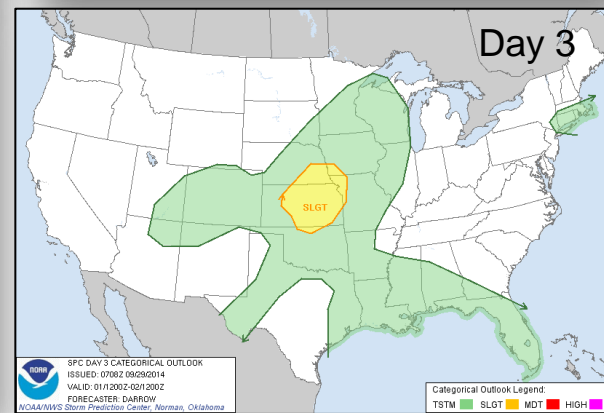 Day 3
SLGT
NOAA
SPC DAY 3 CATEGORICAL OUTLOOK
ISSUED: 0708Z 09/29/2014
VALID: 01/1200Z-02/1200Z
FORECASTER: DARROW
NOAA/NWS Storm Prediction Center, Norman, Oklahoma
Categorical Outlook Legend:
TSTM SLGT MDT HIGH